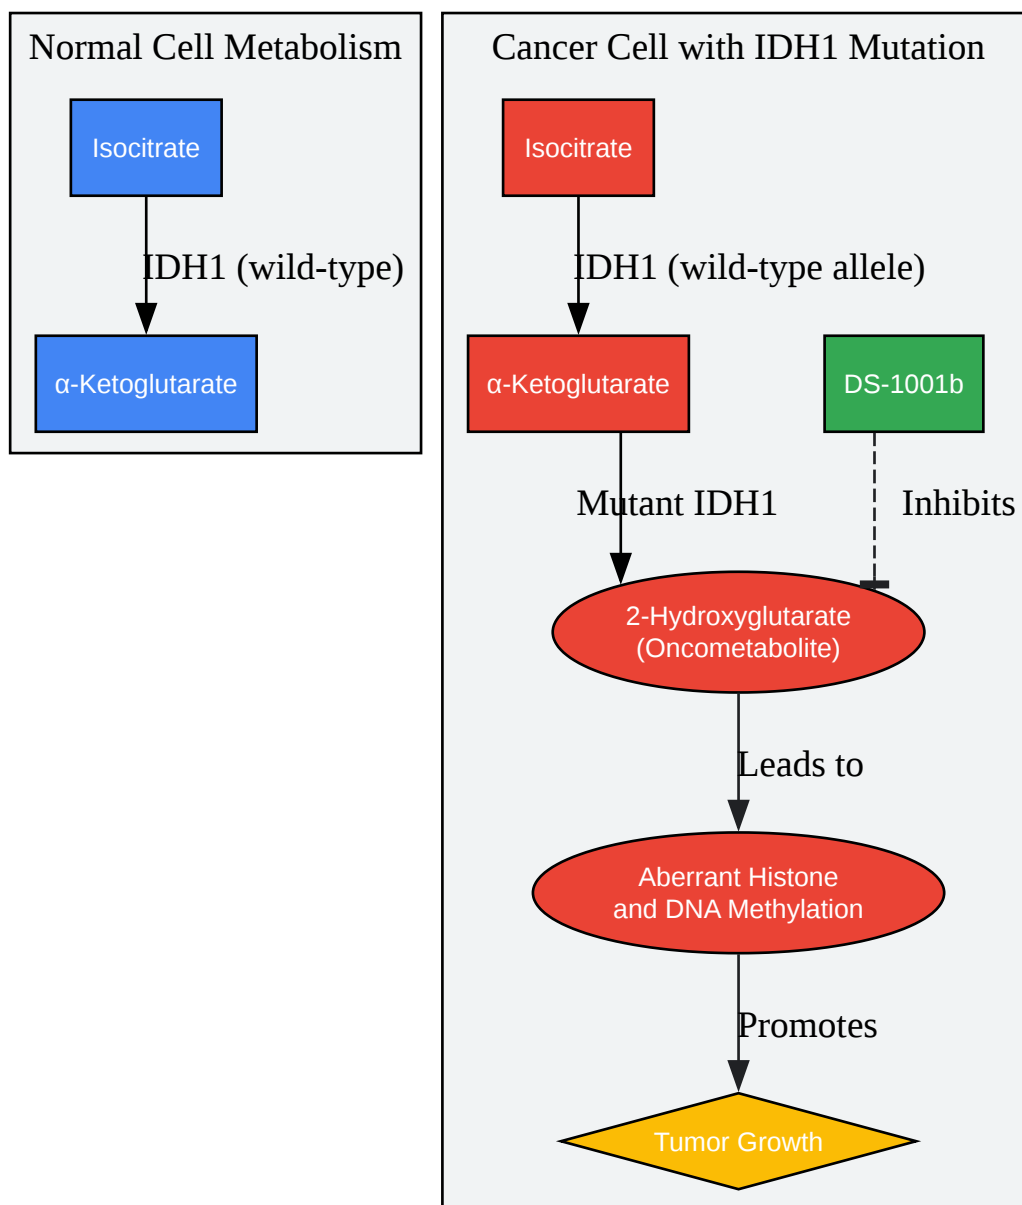 Normal Cell Metabolism
Isocitrate
IDH1 (wild-type)
α-Ketoglutarate
Cancer Cell with IDH1 Mutation
Isocitrate
IDH1 (wild-type allele)
α-Ketoglutarate
DS-1001b
Mutant IDH1
Inhibits
2-Hydroxyglutarate
(Oncometabolite)
Leads to
Aberrant Histone
and DNA Methylation
Promotes
Tumor Growth